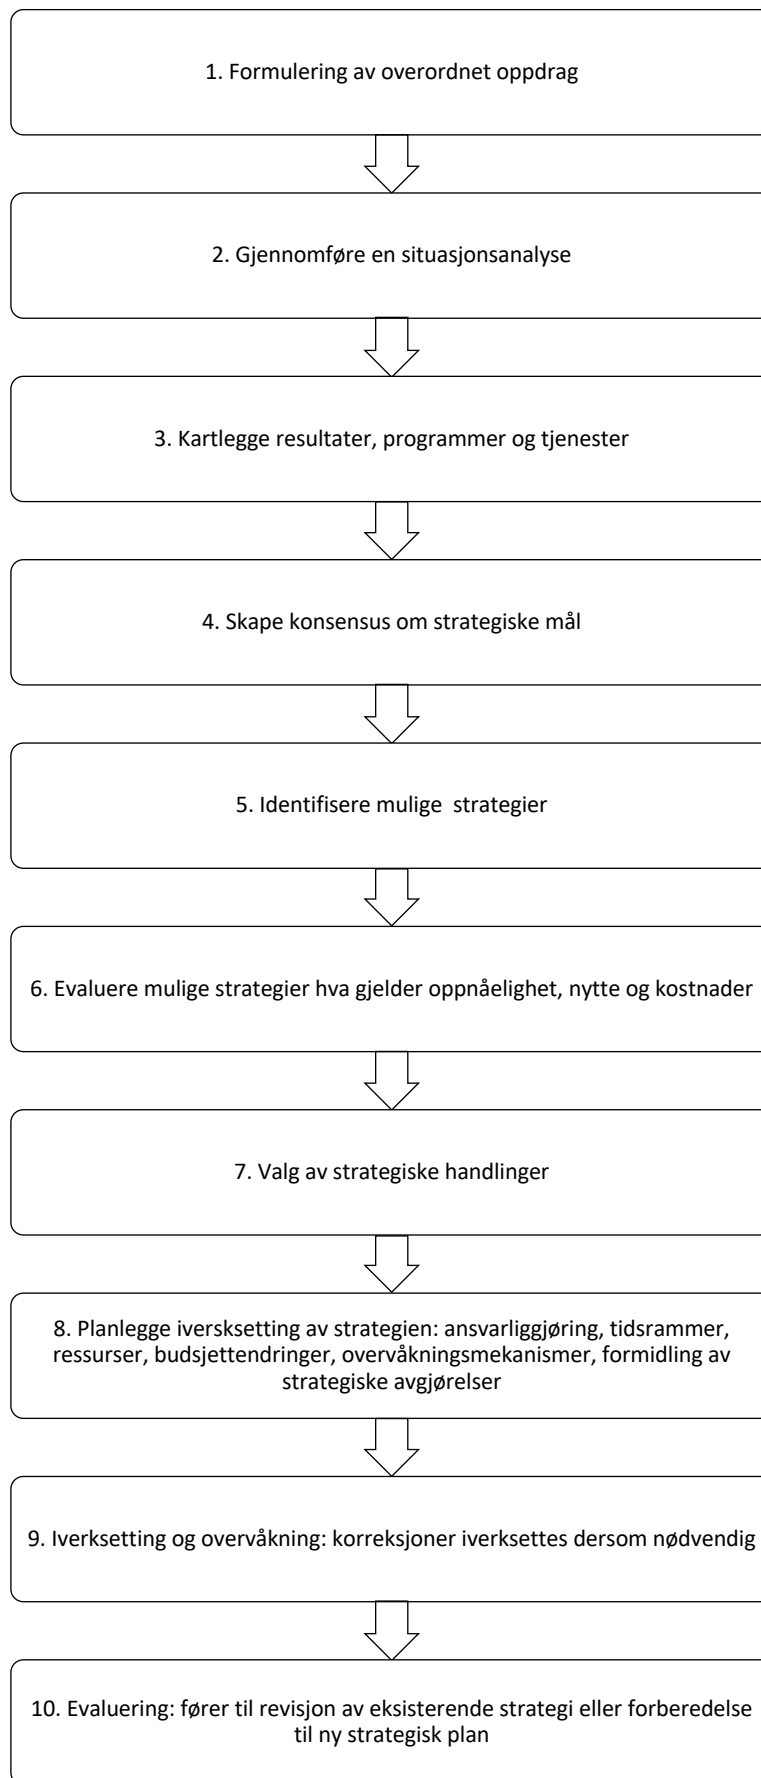 1. Formulering av overordnet oppdrag
2. Gjennomføre en situasjonsanalyse
3. Kartlegge resultater, programmer og tjenester
4. Skape konsensus om strategiske mål
5. Identifisere mulige  strategier
6. Evaluere mulige strategier hva gjelder oppnåelighet, nytte og kostnader
7. Valg av strategiske handlinger
8. Planlegge iversksetting av strategien: ansvarliggjøring, tidsrammer,
ressurser, budsjettendringer, overvåkningsmekanismer, formidling av
strategiske avgjørelser
9. Iverksetting og overvåkning: korreksjoner iverksettes dersom nødvendig
10. Evaluering: fører til revisjon av eksisterende strategi eller forberedelse
til ny strategisk plan